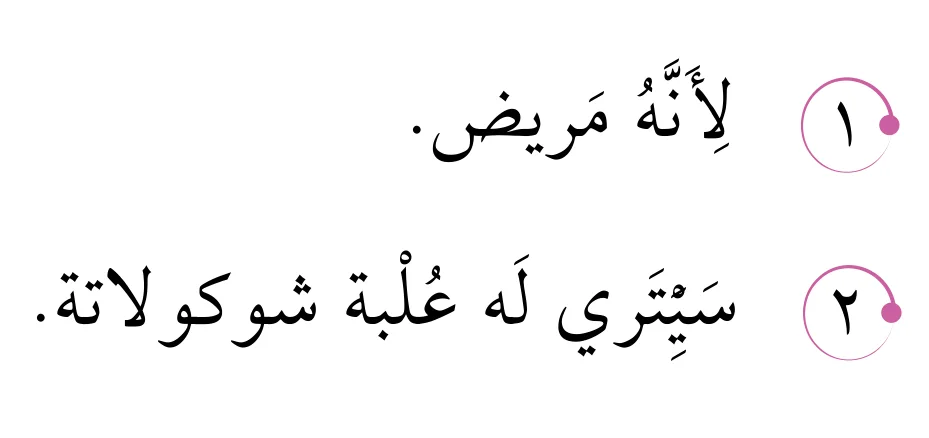 ١ لِأَنَّهُ مَريض.
٢ سَيِّْتَري لَه عُلْبة شوكولاتة.